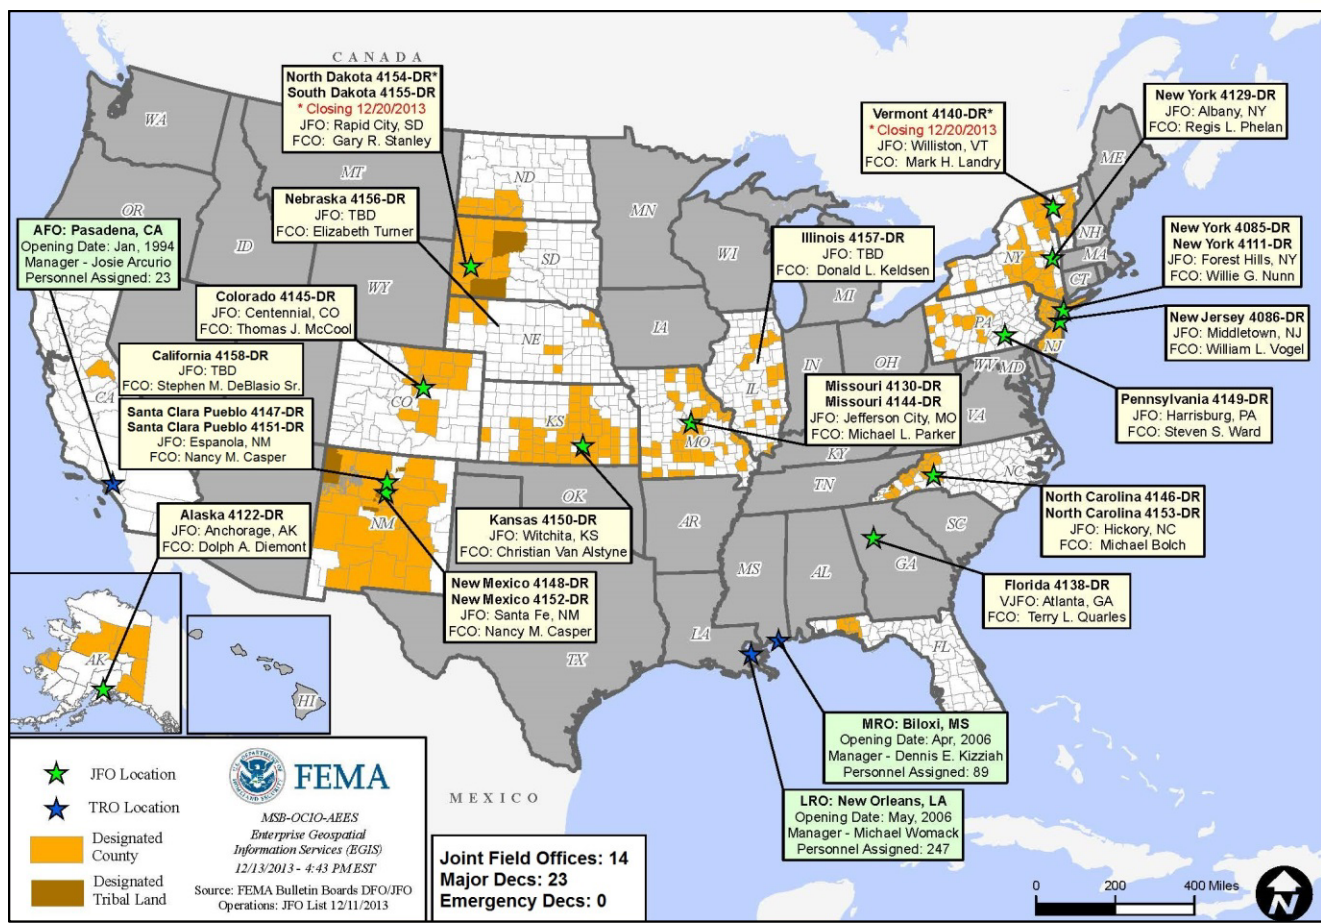 CANADA
North Dakota 4154-DR*
South Dakota 4155-DR
* Closing 12/20/2013
JFO: Rapid City, SD
FCO: Gary R. Stanley
Vermont 4140-DR*
* Closing 12/20/2013
JFO: Williston, VT
FCO: Mark H. Landry
New York 4129-DR
JFO: Albany, NY
FCO: Regis L. Phelan
Nebraska 4156-DR
JFO: TBD
FCO: Elizabeth Turner
AFO: Pasadena, CA
Opening Date: Jan, 1994
Manager - Josie Arcurio
Personnel Assigned: 23
Illinois 4157-DR
JFO: TBD
FCO: Donald L. Keldsen
New York 4085-DR
New York 4111-DR
JFO: Forest Hills, NY
FCO: Willie G. Nunn
Colorado 4145-DR
JFO: Centennial, CO
FCO: Thomas J. McCool
New Jersey 4086-DR
JFO: Middletown, NJ
FCO: William L. Vogel
California 4158-DR
JFO: TBD
FCO: Stephen M. DeBlasio Sr.
Missouri 4130-DR
Missouri 4144-DR
JFO: Jefferson City, MO
FCO: Michael L. Parker
Pennsylvania 4149-DR
JFO: Harrisburg, PA
FCO: Steven S. Ward
Santa Clara Pueblo 4147-DR
Santa Clara Pueblo 4151-DR
JFO: Espanola, NM
FCO: Nancy M. Casper
Alaska 4122-DR
JFO: Anchorage, AK
FCO: Dolph A. Diemont
Kansas 4150-DR
JFO: Witchita, KS
FCO: Christian Van Alstyne
North Carolina 4146-DR
North Carolina 4153-DR
JFO: Hickory, NC
FCO: Michael Bolch
New Mexico 4148-DR
New Mexico 4152-DR
JFO: Santa Fe, NM
FCO: Nancy M. Casper
Florida 4138-DR
VJFO: Atlanta, GA
FCO: Terry L. Quarles
MRO: Biloxi, MS
Opening Date: Apr, 2006
Manager - Dennis E. Kizziah
Personnel Assigned: 89
LRO: New Orleans, LA
Opening Date: May, 2006
Manager - Michael Womack
Personnel Assigned: 247
WA
OR
ID
MT
WY
ND
SD
NE
MN
IA
WI
MI
IL
IN
OH
KY
TN
WV
MD
VA
PA
NY
NJ
CT
MA
NH
ME
CA
CO
KS
MO
NM
OK
AR
TX
LA
MS
AL
GA
SC
NC
FL
AK
HI
MEXICO
JFO Location
TRO Location
Designated
County
Designated
Tribal Land
FEMA
MSB-OCIO-AEES
Enterprise Geospatial
Information Services (EGIS)
12/13/2013 - 4:43 PM EST
Source: FEMA Bulletin Boards DFO/JFO
Operations: JFO List 12/11/2013
Joint Field Offices: 14
Major Decs: 23
Emergency Decs: 0
0 200 400 Miles
N